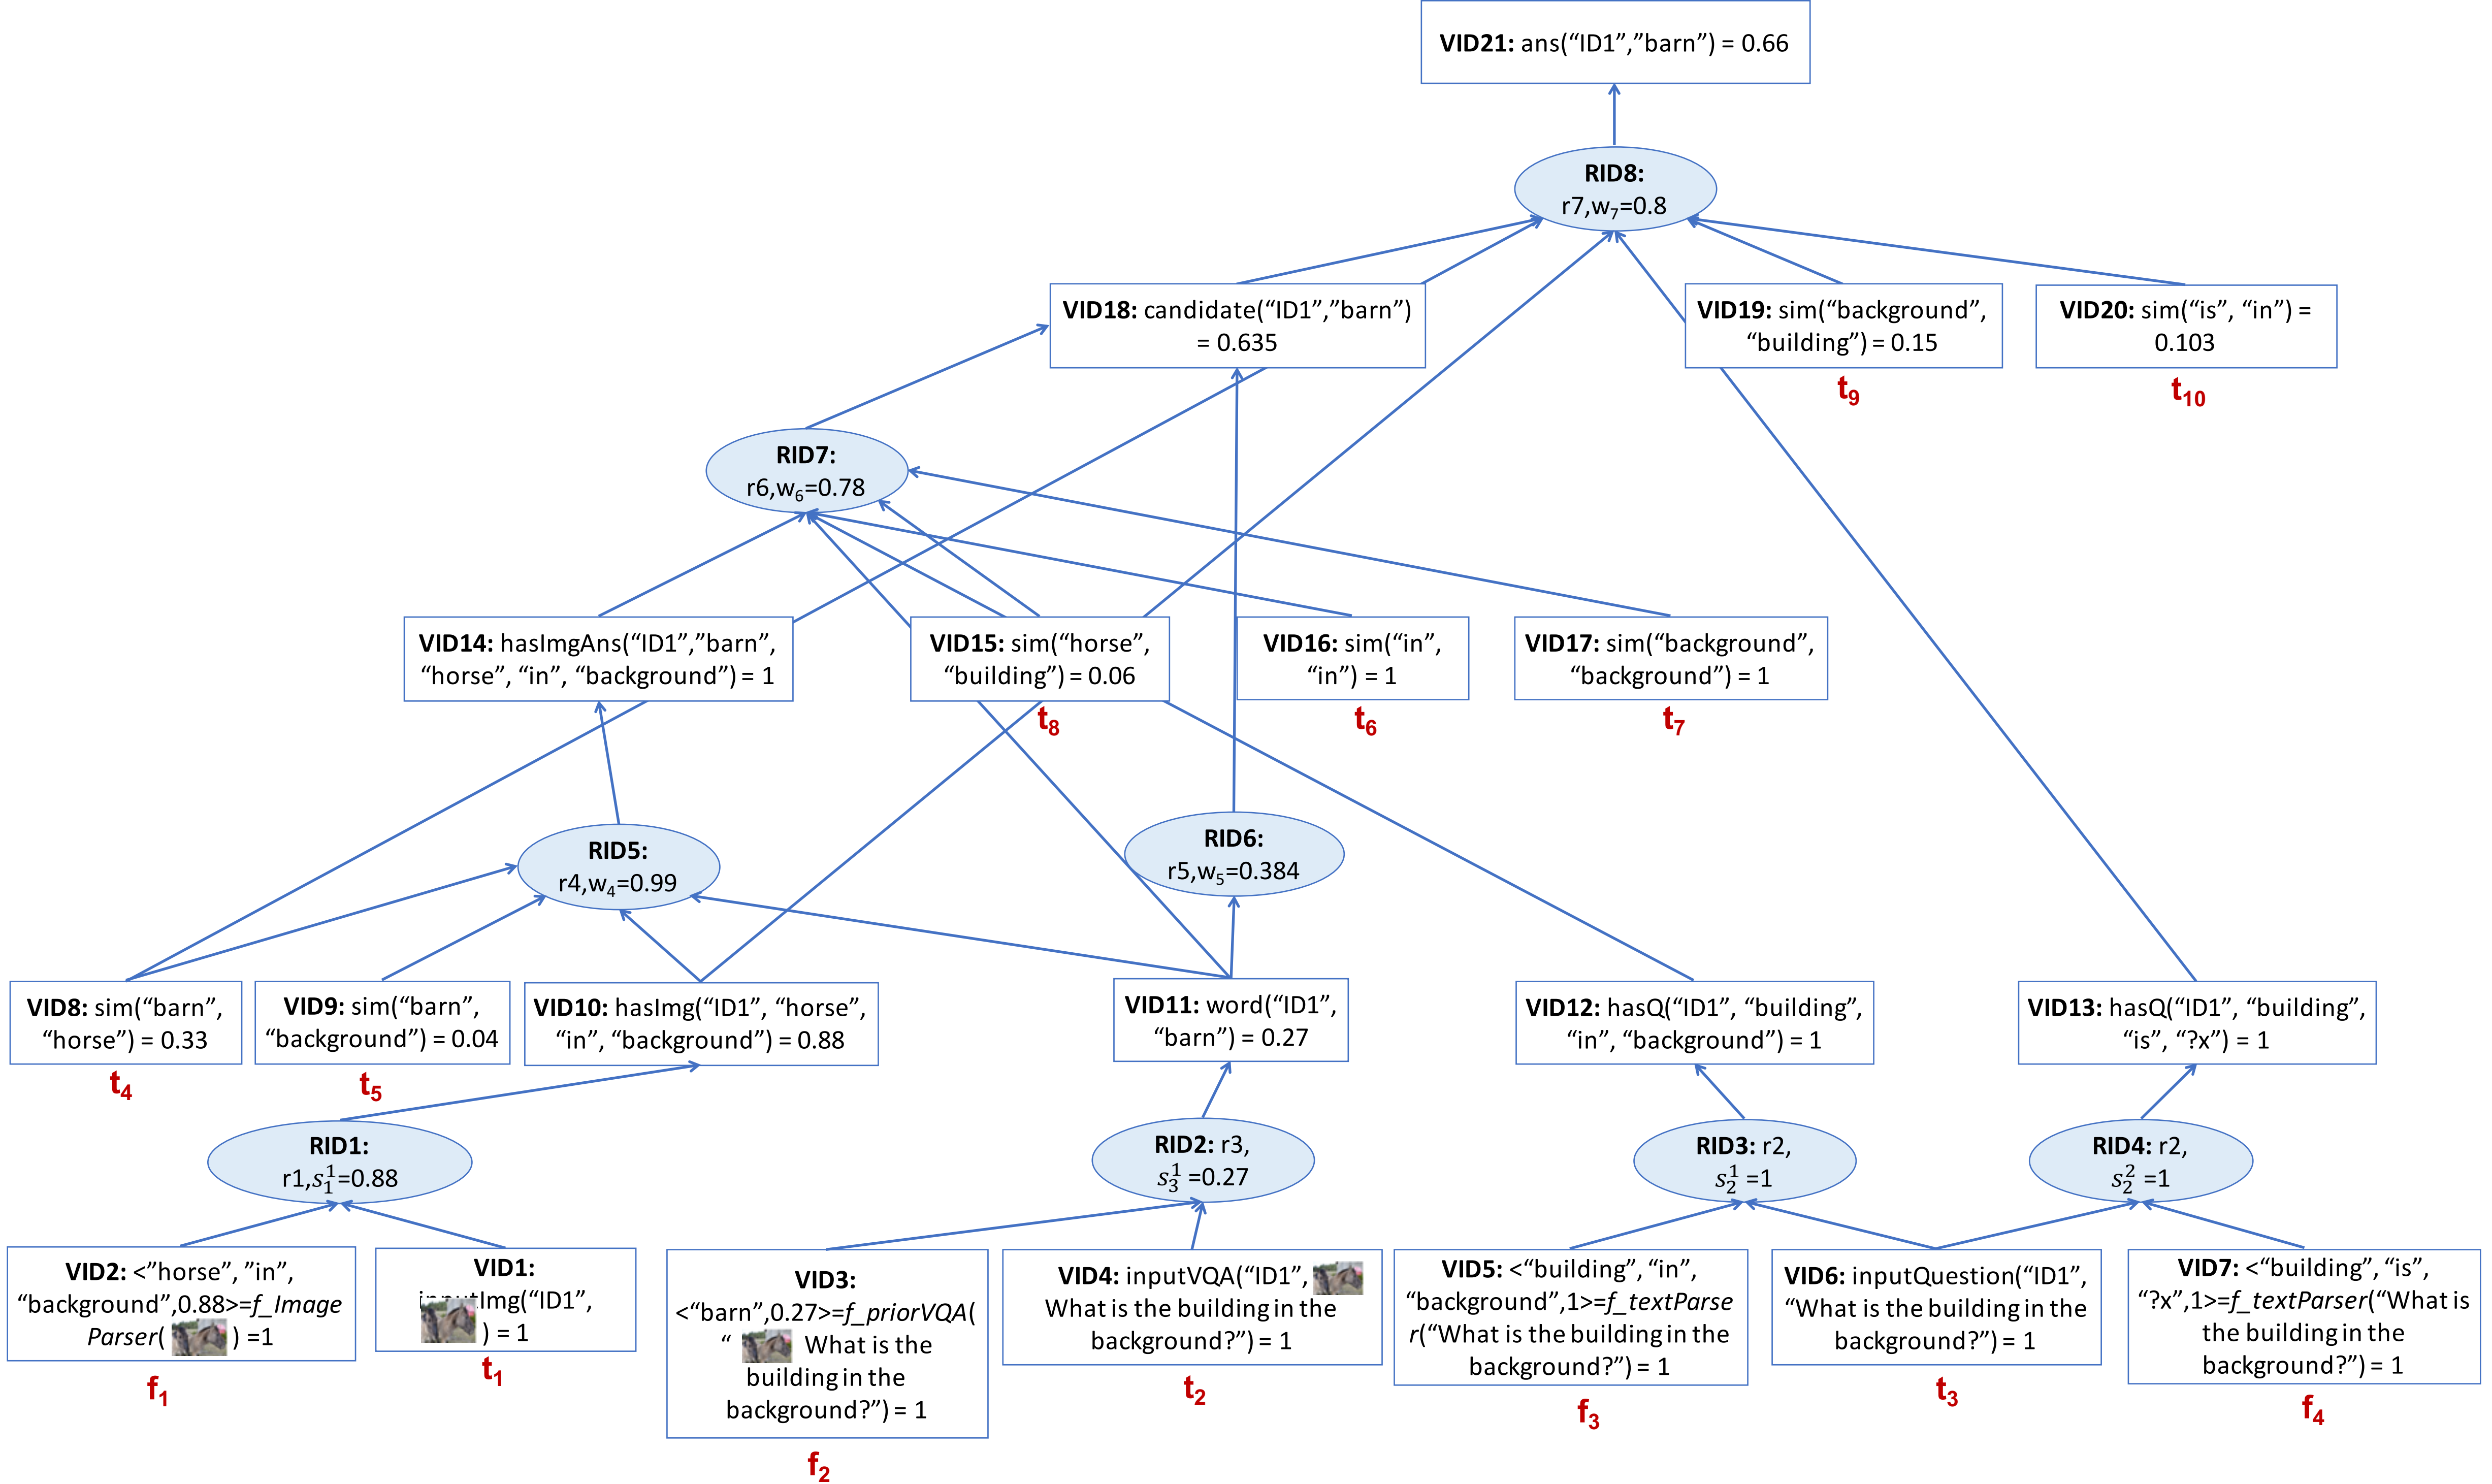 VID21: ans(“ID1”,”barn”) = 0.66
RID8:
r7,w7=0.8
VID18: candidate(“ID1”,”barn”)
= 0.635
VID19: sim(“background”,
“building”) = 0.15
t9
VID20: sim(“is”, “in”) =
0.103
t10
RID7:
r6,w6=0.78
VID14: hasImgAns(“ID1”,”barn”,
“horse”, “in”, “background”) = 1
VID15: sim(“horse”,
“building”) = 0.06
t8
VID16: sim(“in”,
“in”) = 1
t6
VID17: sim(“background”,
“background”) = 1
t7
RID5:
r4,w4=0.99
RID6:
r5,w5=0.384
VID8: sim(“barn”,
“horse”) = 0.33
t4
VID9: sim(“barn”,
“background”) = 0.04
t5
VID10: hasImg(“ID1”, “horse”,
“in”, “background”) = 0.88
VID11: word(“ID1”,
“barn”) = 0.27
VID12: hasQ(“ID1”, “building”,
“in”, “background”) = 1
VID13: hasQ(“ID1”, “building”,
“is”, “?x”) = 1
RID1:
r1,s11=0.88
RID2: r3,
s31 =0.27
RID3: r2,
s21 =1
RID4: r2,
s22 =1
VID2: <”horse”, ”in”,
“background”,0.88>=f_Image
Parser( ) =1
f1
VID1:
inputImg(“ID1”,
) = 1
t1
VID3:
<“barn”,0.27>=f_priorVQA(
“ What is the
building in the
background?”) = 1
f2
VID4: inputVQA(“ID1”,
What is the building in the
background?”) = 1
t2
VID5: <“building”, “in”,
“background”,1>=f_textParse
r(“What is the building in the
background?”) = 1
f3
VID6: inputQuestion(“ID1”,
“What is the building in the
background?”) = 1
t3
VID7: <“building”, “is”,
“?x”,1>=f_textParser(“What is
the building in the
background?”) = 1
f4